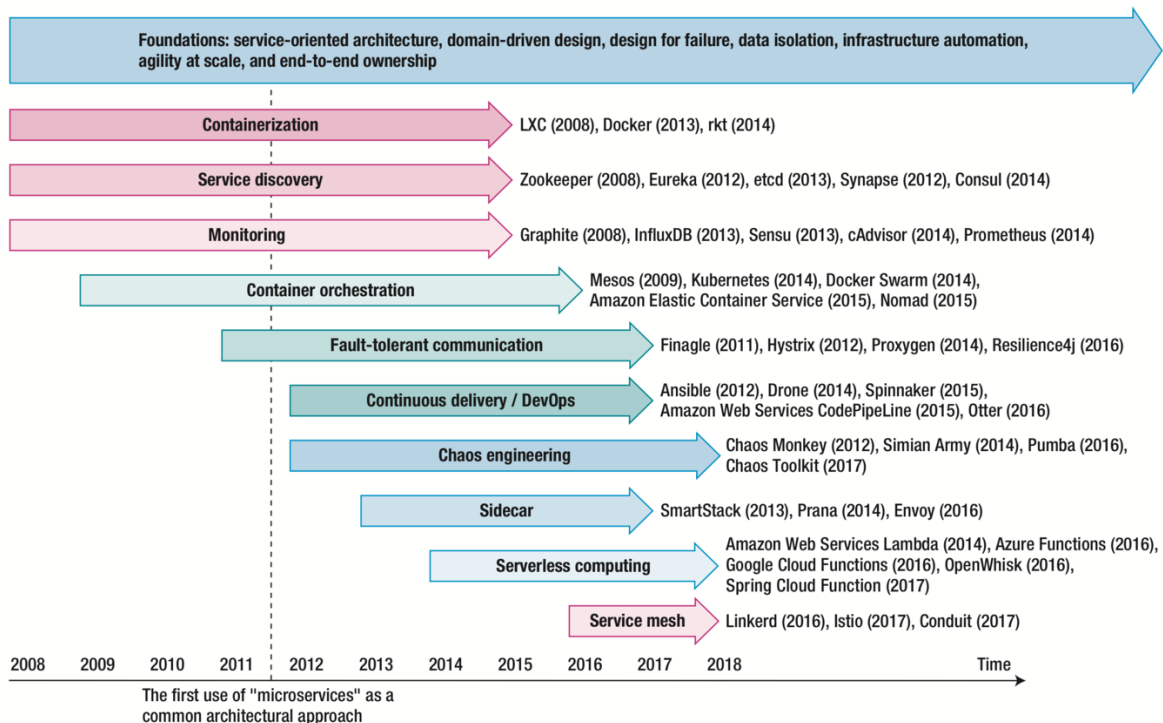 Foundations: service-oriented architecture, domain-driven design, design for failure, data isolation, infrastructure automation,
agility at scale, and end-to-end ownership
Containerization
LXC (2008), Docker (2013), rkt (2014)
Service discovery
Zookeeper (2008), Eureka (2012), etcd (2013), Synapse (2012), Consul (2014)
Monitoring
Graphite (2008), InfluxDB (2013), Sensu (2013), cAdvisor (2014), Prometheus (2014)
Container orchestration
Mesos (2009), Kubernetes (2014), Docker Swarm (2014),
Amazon Elastic Container Service (2015), Nomad (2015)
Fault-tolerant communication
Finagle (2011), Hystrix (2012), Proxygen (2014), Resilience4j (2016)
Continuous delivery / DevOps
Ansible (2012), Drone (2014), Spinnaker (2015),
Amazon Web Services CodePipeLine (2015), Otter (2016)
Chaos engineering
Chaos Monkey (2012), Simian Army (2014), Pumba (2016),
Chaos Toolkit (2017)
Sidecar
SmartStack (2013), Prana (2014), Envoy (2016)
Serverless computing
Amazon Web Services Lambda (2014), Azure Functions (2016),
Google Cloud Functions (2016), OpenWhisk (2016),
Spring Cloud Function (2017)
Service mesh
Linkerd (2016), Istio (2017), Conduit (2017)
2008 2009 2010 2011 2012 2013 2014 2015 2016 2017 2018 Time
The first use of "microservices" as a
common architectural approach